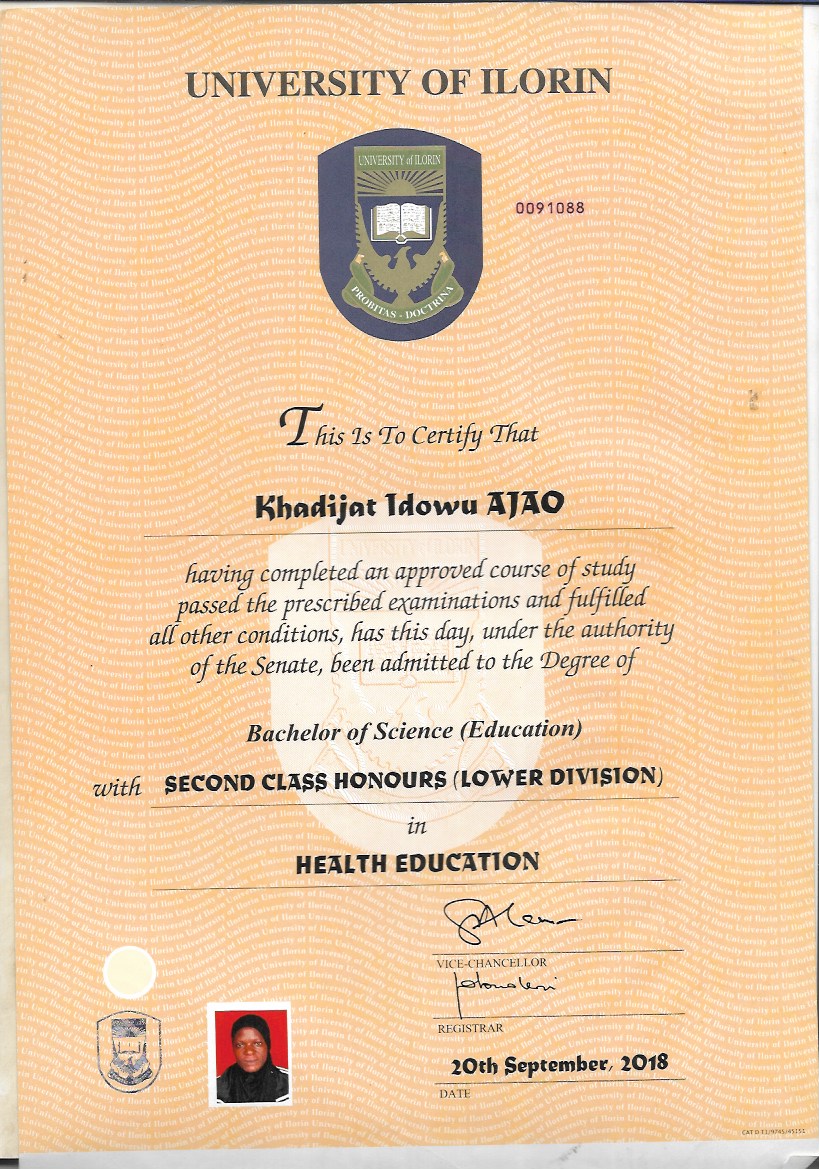 UNIVERSITY OF ILORIN
UNIVERSITY of ILORIN
0091088
PROBITAS - DOCTRINA
This Is To Certify That
Khadijat Idowu AJAO
UNIVERSITY OF ILORIN
having completed an approved course of study
passed the prescribed examinations and fulfilled
all other conditions, has this day, under the authority
of the Senate, been admitted to the Degree of
Bachelor of Science (Education)
with SECOND CLASS HONOURS (LOWER DIVISION)
in
HEALTH EDUCATION
VICE-CHANCELLOR
REGISTRAR
20th September, 2018
DATE